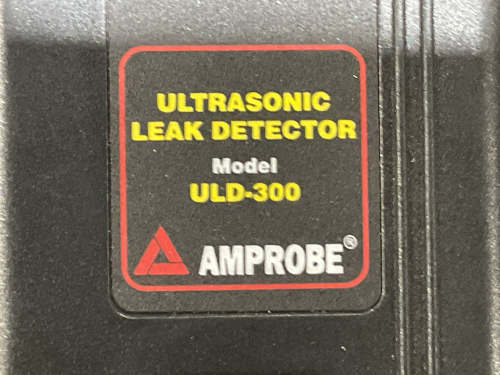 ULTRASONIC
LEAK DETECTOR
Model
ULD-300
AMPROBE®